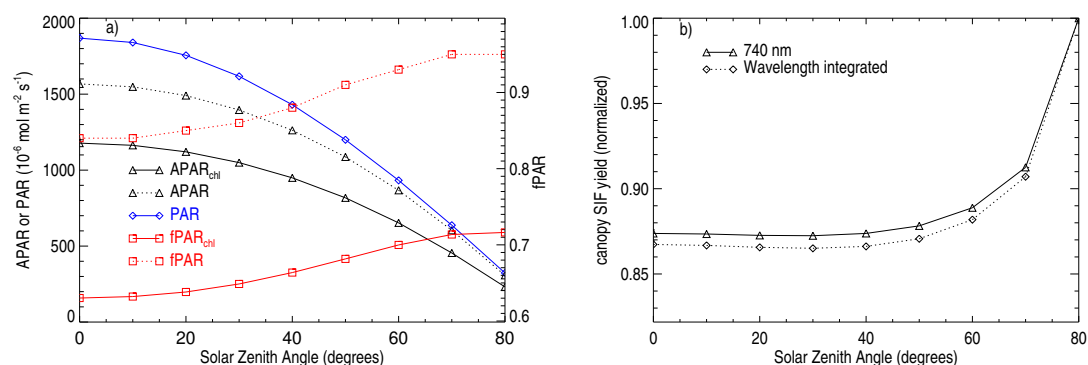 a)
2000
1500
1000
500
0
APAR or PAR (10⁻⁶ mol m⁻² s⁻¹)
APARchl
APAR
PAR
fPARchl
fPAR
0.9
0.8
0.7
0.6
fPAR
0 20 40 60 80
Solar Zenith Angle (degrees)
b)
740 nm
Wavelength integrated
1.00
0.95
0.90
0.85
canopy SIF yield (normalized)
0 20 40 60 80
Solar Zenith Angle (degrees)